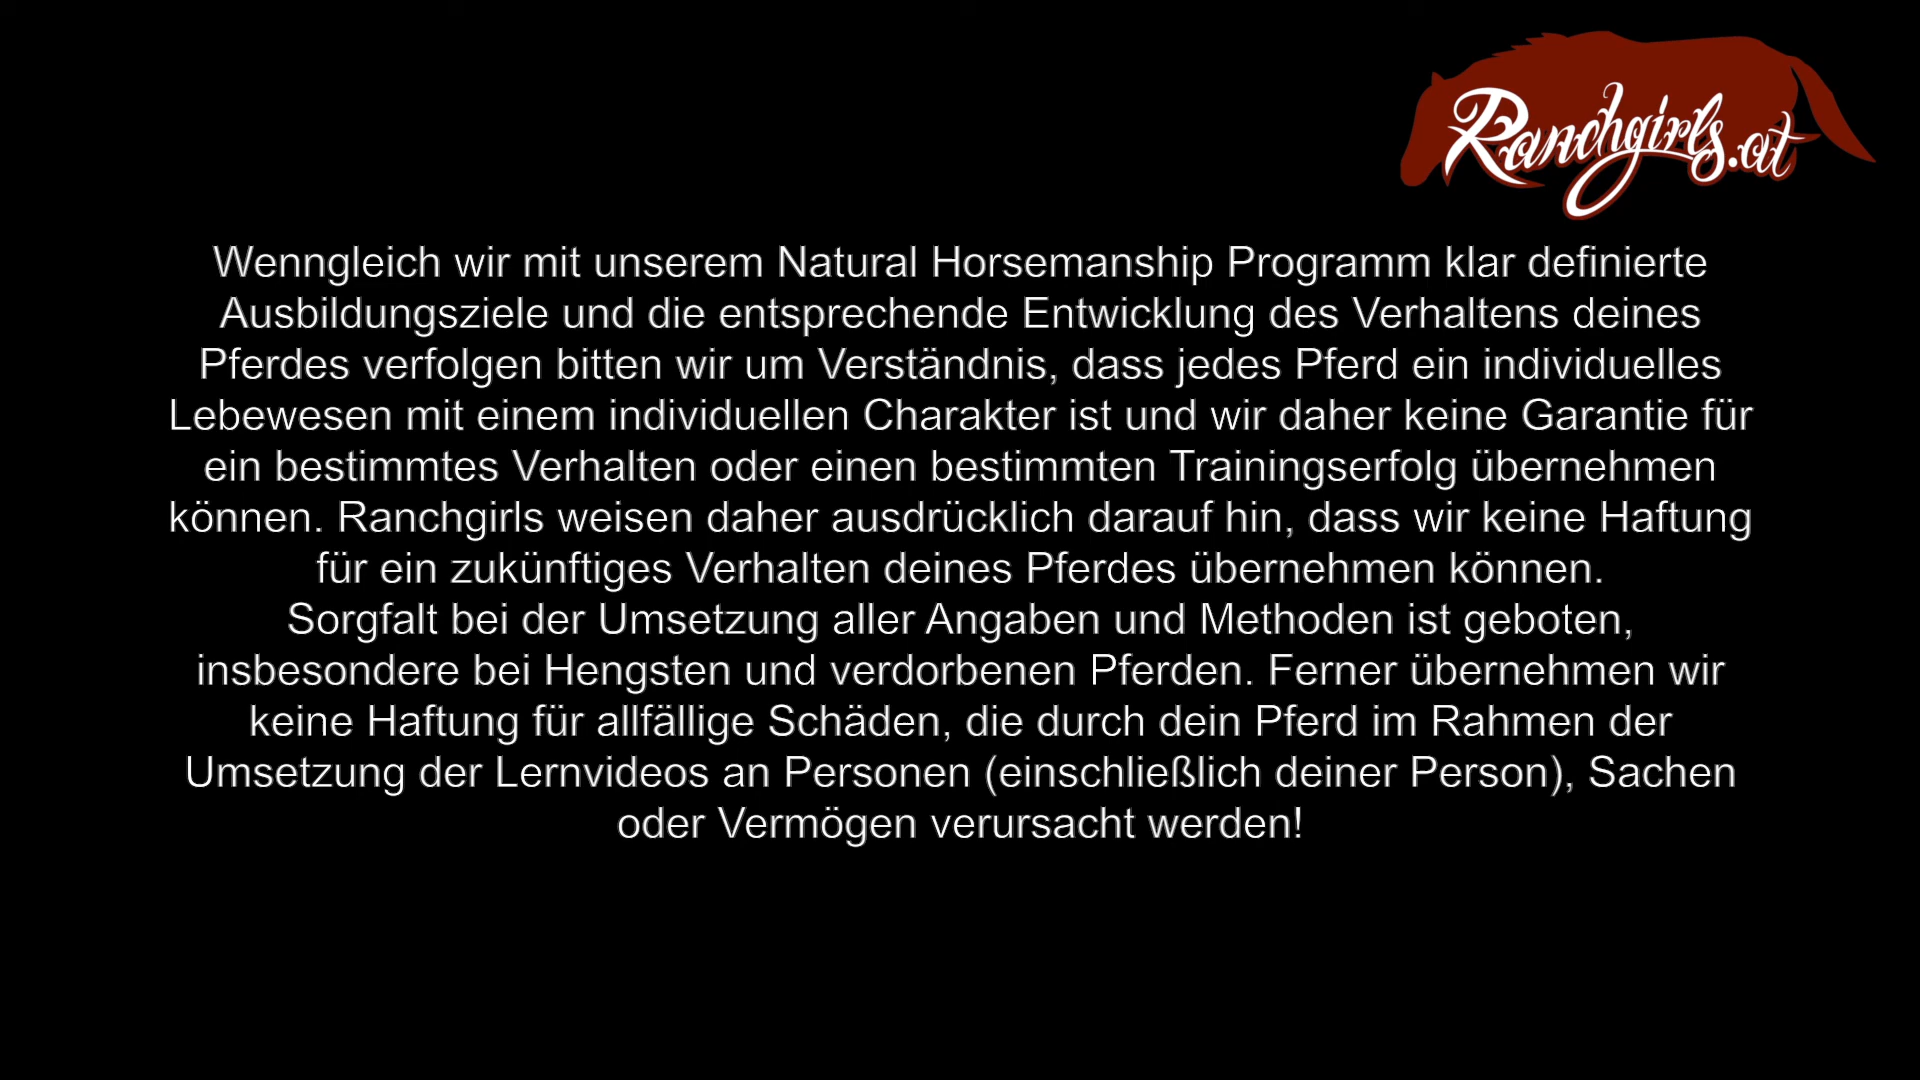 Ranchgirls.at
Wenngleich wir mit unserem Natural Horsemanship Programm klar definierte
Ausbildungsziele und die entsprechende Entwicklung des Verhaltens deines
Pferdes verfolgen bitten wir um Verständnis, dass jedes Pferd ein individuelles
Lebewesen mit einem individuellen Charakter ist und wir daher keine Garantie für
ein bestimmtes Verhalten oder einen bestimmten Trainingserfolg übernehmen
können. Ranchgirls weisen daher ausdrücklich darauf hin, dass wir keine Haftung
für ein zukünftiges Verhalten deines Pferdes übernehmen können.
Sorgfalt bei der Umsetzung aller Angaben und Methoden ist geboten,
insbesondere bei Hengsten und verdorbenen Pferden. Ferner übernehmen wir
keine Haftung für allfällige Schäden, die durch dein Pferd im Rahmen der
Umsetzung der Lernvideos an Personen (einschließlich deiner Person), Sachen
oder Vermögen verursacht werden!